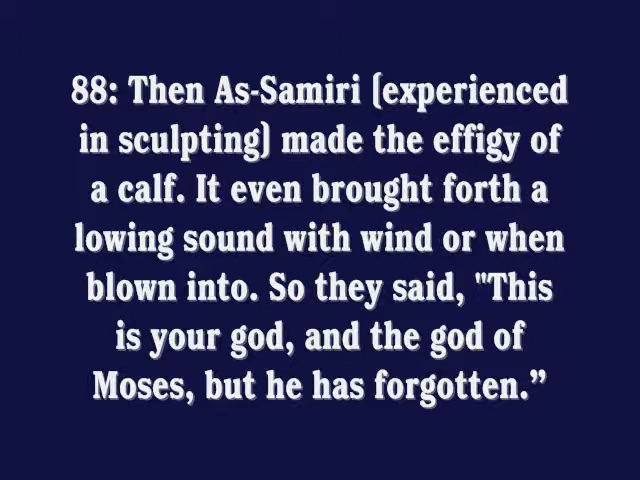 88: Then As-Samiri (experienced
in sculpting) made the effigy of
a calf. It even brought forth a
lowing sound with wind or when
blown into. So they said, "This
is your god, and the god of
Moses, but he has forgotten.”